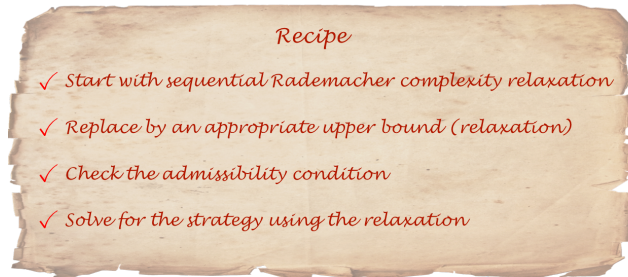 Recipe
✓ Start with sequential Rademacher complexity relaxation
✓ Replace by an appropriate upper bound (relaxation)
✓ Check the admissibility condition
✓ Solve for the strategy using the relaxation